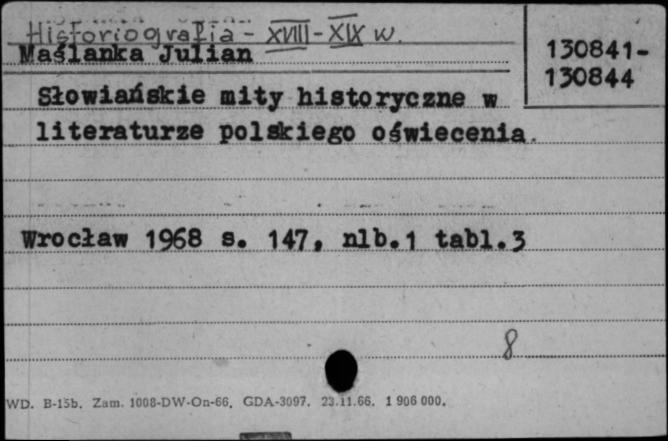 Historiografia - XVIII-XIX w.
Maślanka Julian
130841-
130844
Słowiańskie mity historyczne w
literaturze polskiego oświecenia.
Wrocław 1968 s. 147, nlb.1 tabl.3
8
WD. B-15b. Zam. 1008-DW-On-66. GDA-3097. 23.11.66. 1 906 000.